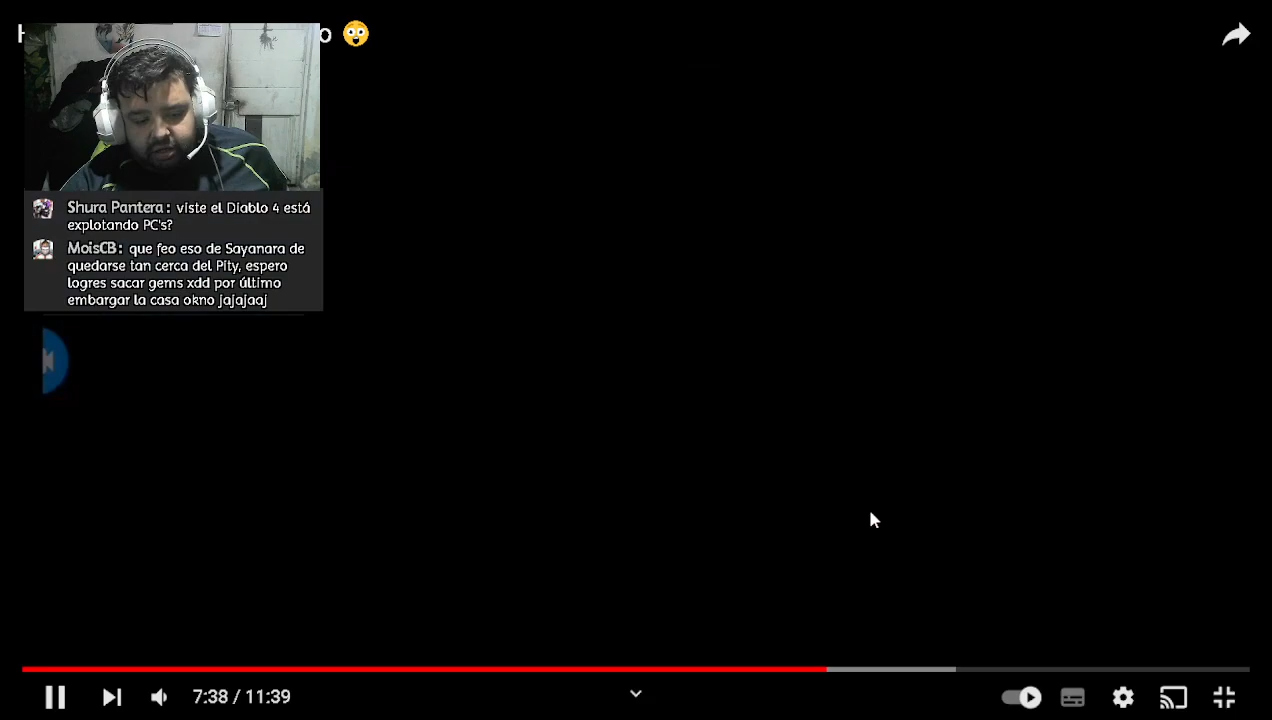 o 😲
Shura Pantera: viste el Diablo 4 está
explotando PC's?
MoisCB: que feo eso de Sayanara de
quedarse tan cerca del Pity, espero
logres sacar gems xdd por último
embargar la casa okno jajajaaj
7:38 / 11:39